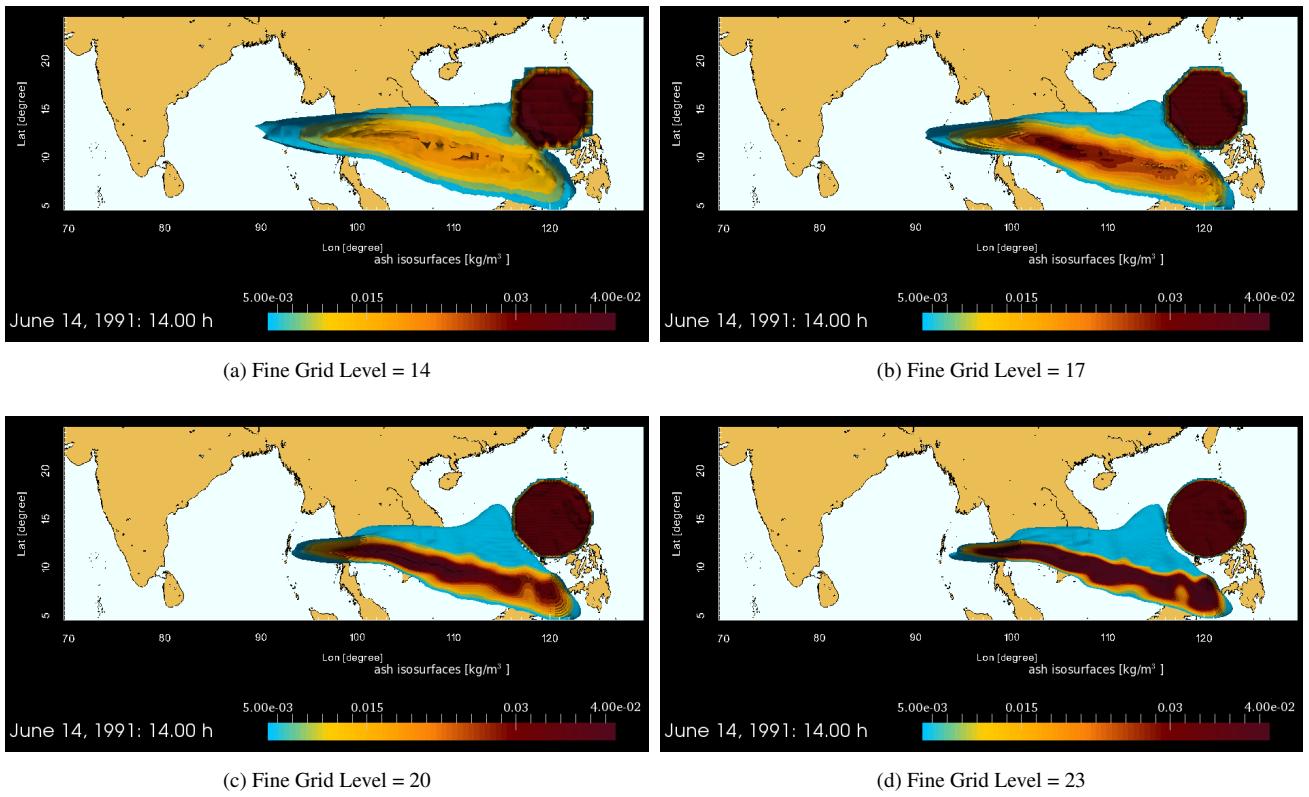 20
15
10
5
Lat [degree]
70 80 90 100 110 120
Lon [degree]
ash isosurfaces [kg/m³ ]
5.00e-03 0.015 0.03 4.00e-02
June 14, 1991: 14.00 h
(a) Fine Grid Level = 14
20
15
10
5
Lat [degree]
70 80 90 100 110 120
Lon [degree]
ash isosurfaces [kg/m³ ]
5.00e-03 0.015 0.03 4.00e-02
June 14, 1991: 14.00 h
(b) Fine Grid Level = 17
20
15
10
5
Lat [degree]
70 80 90 100 110 120
Lon [degree]
ash isosurfaces [kg/m³ ]
5.00e-03 0.015 0.03 4.00e-02
June 14, 1991: 14.00 h
(c) Fine Grid Level = 20
20
15
10
5
Lat [degree]
70 80 90 100 110 120
Lon [degree]
ash isosurfaces [kg/m³ ]
5.00e-03 0.015 0.03 4.00e-02
June 14, 1991: 14.00 h
(d) Fine Grid Level = 23